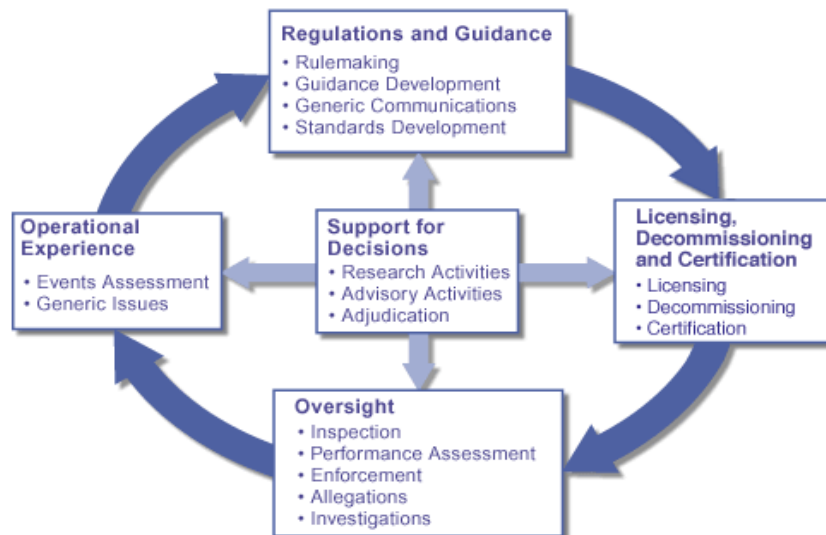 Regulations and Guidance
• Rulemaking
• Guidance Development
• Generic Communications
• Standards Development
Operational
Experience
• Events Assessment
• Generic Issues
Support for
Decisions
• Research Activities
• Advisory Activities
• Adjudication
Licensing,
Decommissioning
and Certification
• Licensing
• Decommissioning
• Certification
Oversight
• Inspection
• Performance Assessment
• Enforcement
• Allegations
• Investigations